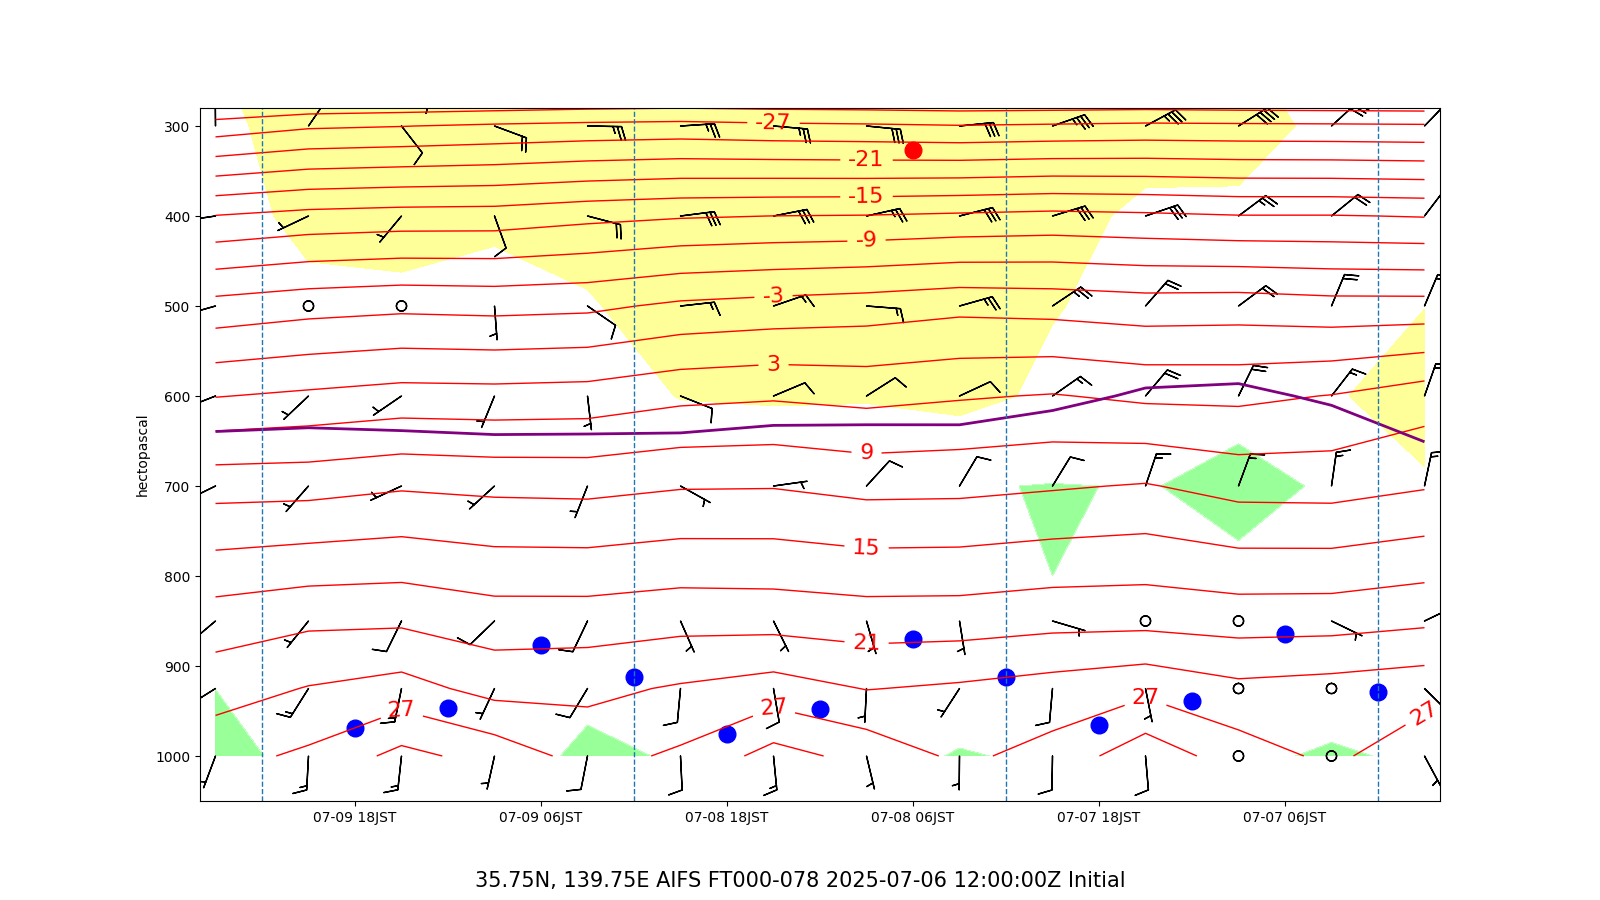 300
400
500
600
700
800
900
1000
hectopascal
-27
-21
-15
-9
-3
3
9
15
21
27
27
27
27
07-09 18JST
07-09 06JST
07-08 18JST
07-08 06JST
07-07 18JST
07-07 06JST
35.75N, 139.75E AIFS FT000-078 2025-07-06 12:00:00Z Initial